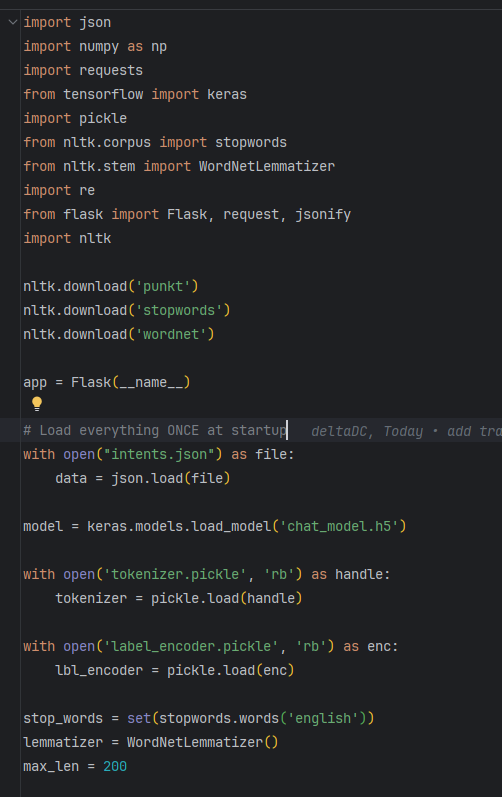 import json
import numpy as np
import requests
from tensorflow import keras
import pickle
from nltk.corpus import stopwords
from nltk.stem import WordNetLemmatizer
import re
from flask import Flask, request, jsonify
import nltk
nltk.download('punkt')
nltk.download('stopwords')
nltk.download('wordnet')
app = Flask(__name__)
# Load everything ONCE at startup deltaDC, Today • add tra
with open("intents.json") as file:
    data = json.load(file)
model = keras.models.load_model('chat_model.h5')
with open('tokenizer.pickle', 'rb') as handle:
    tokenizer = pickle.load(handle)
with open('label_encoder.pickle', 'rb') as enc:
    lbl_encoder = pickle.load(enc)
stop_words = set(stopwords.words('english'))
lemmatizer = WordNetLemmatizer()
max_len = 200